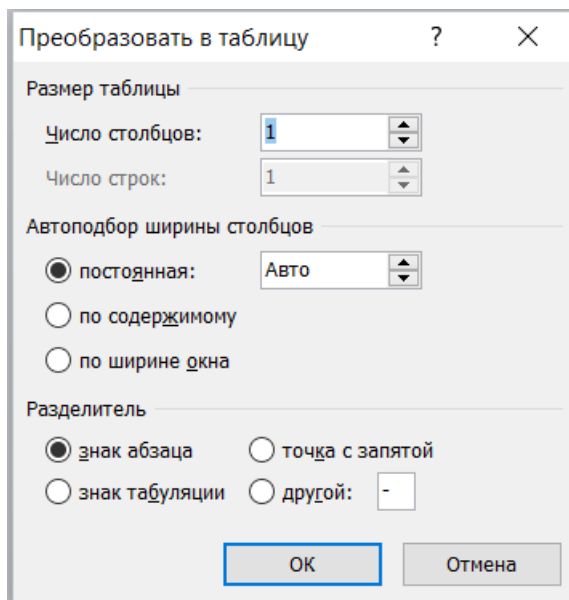 Преобразовать в таблицу ?
Размер таблицы
Число столбцов: 1
Число строк: 1
Автоподбор ширины столбцов
постоянная: Авто
по содержимому
по ширине окна
Разделитель
знак абзаца точка с запятой
знак табуляции другой: -
ОК Отмена